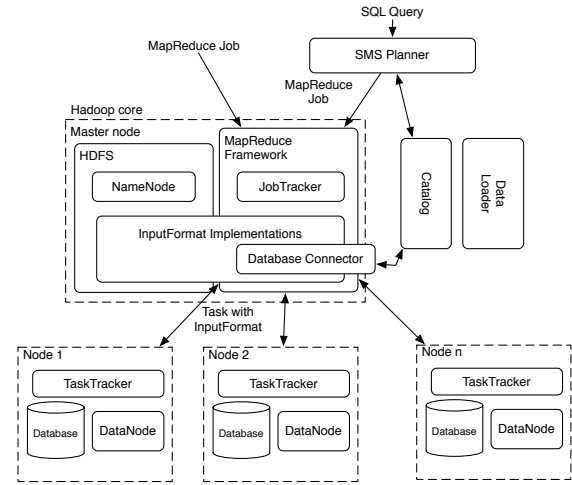 SQL Query
SMS Planner
MapReduce Job
MapReduce
Job
Hadoop core
Master node
HDFS
MapReduce
Framework
NameNode
JobTracker
InputFormat Implementations
Database Connector
Catalog
Data
Loader
Task with
InputFormat
Node 1
TaskTracker
Database
DataNode
Node 2
TaskTracker
Database
DataNode
Node n
TaskTracker
Database
DataNode